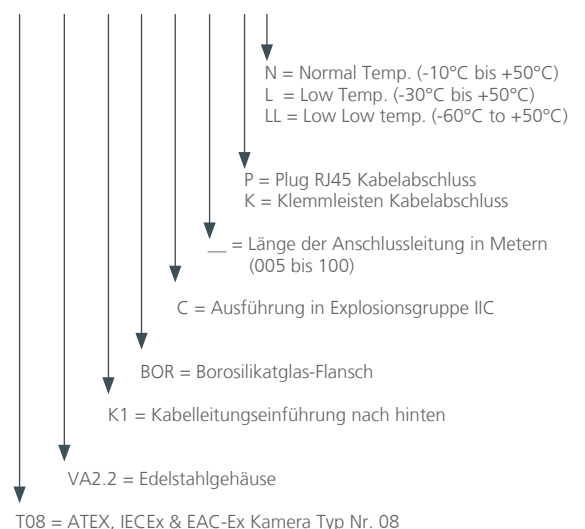 N = Normal Temp. (-10°C bis +50°C)
L = Low Temp. (-30°C bis +50°C)
LL = Low Low temp. (-60°C to +50°C)
P = Plug RJ45 Kabelabschluss
K = Klemmleisten Kabelabschluss
__ = Länge der Anschlussleitung in Metern
(005 bis 100)
C = Ausführung in Explosionsgruppe IIC
BOR = Borosilikatglas-Flansch
K1 = Kabelleitungseinführung nach hinten
VA2.2 = Edelstahlgehäuse
T08 = ATEX, IECEx & EAC-Ex Kamera Typ Nr. 08